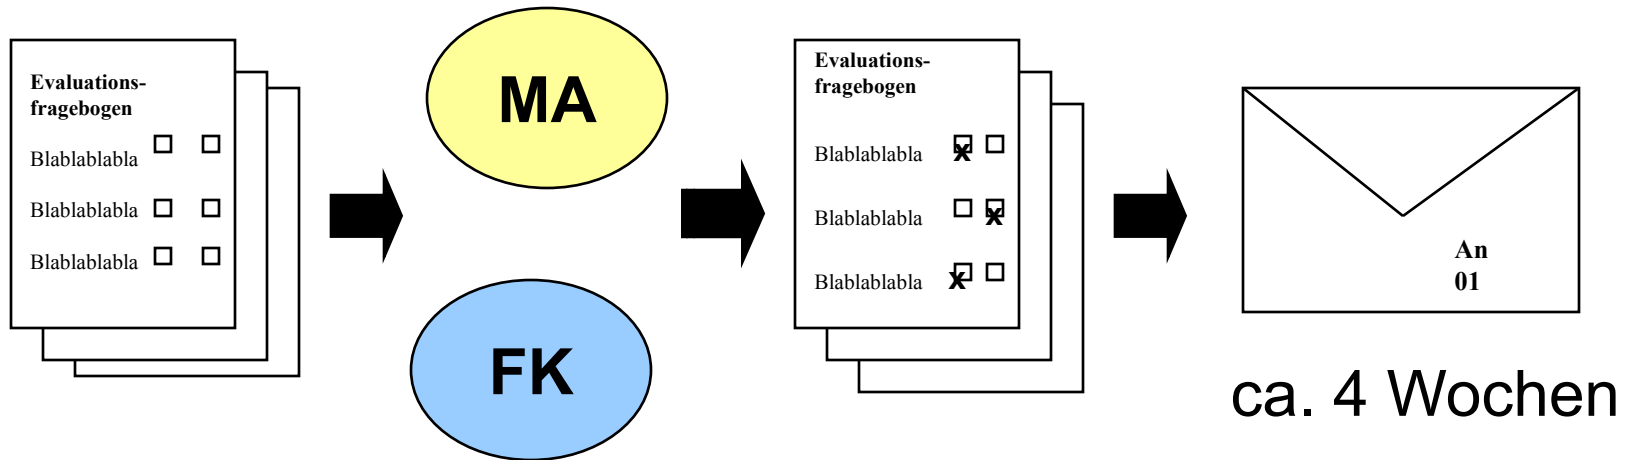 Evaluations-
fragebogen
Blablablabla
Blablablabla
Blablablabla
MA
FK
Evaluations-
fragebogen
Blablablabla x
Blablablabla x
Blablablabla x
An
01
ca. 4 Wochen